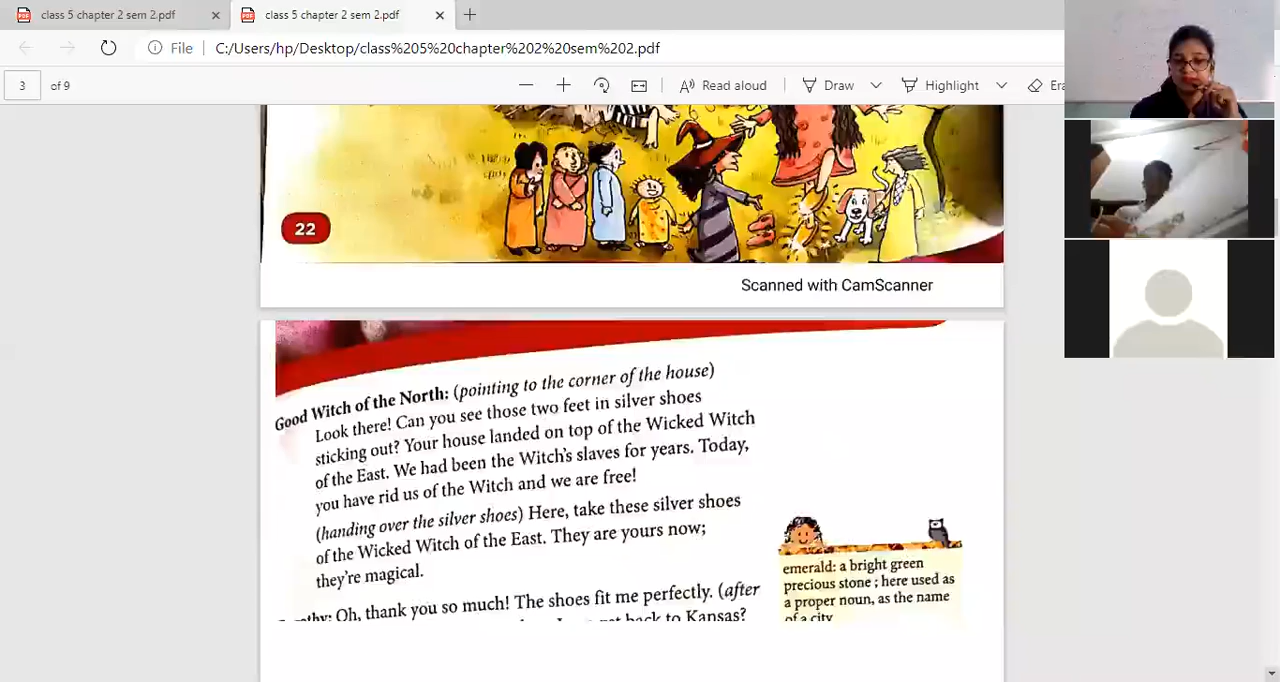 class 5 chapter 2 sem 2.pdf
class 5 chapter 2 sem 2.pdf
File
C:/Users/hp/Desktop/class%205%20chapter%202%20sem%202.pdf
3 of 9
Read aloud
Draw
Highlight
Era
22
Scanned with CamScanner
Good Witch of the North: (pointing to the corner of the house)
Look there! Can you see those two feet in silver shoes
sticking out? Your house landed on top of the Wicked Witch
of the East. We had been the Witch's slaves for years. Today,
you have rid us of the Witch and we are free!
(handing over the silver shoes) Here, take these silver shoes
of the Wicked Witch of the East. They are yours now;
they're magical.
Oh, thank you so much! The shoes fit me perfectly. (after
back to Kansas?
emerald: a bright green
precious stone ; here used as
a proper noun, as the name
of a city